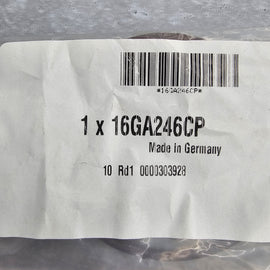 *16GA246CP*
1 x 16GA246CP
Made in Germany
10 Rd1 0000303928